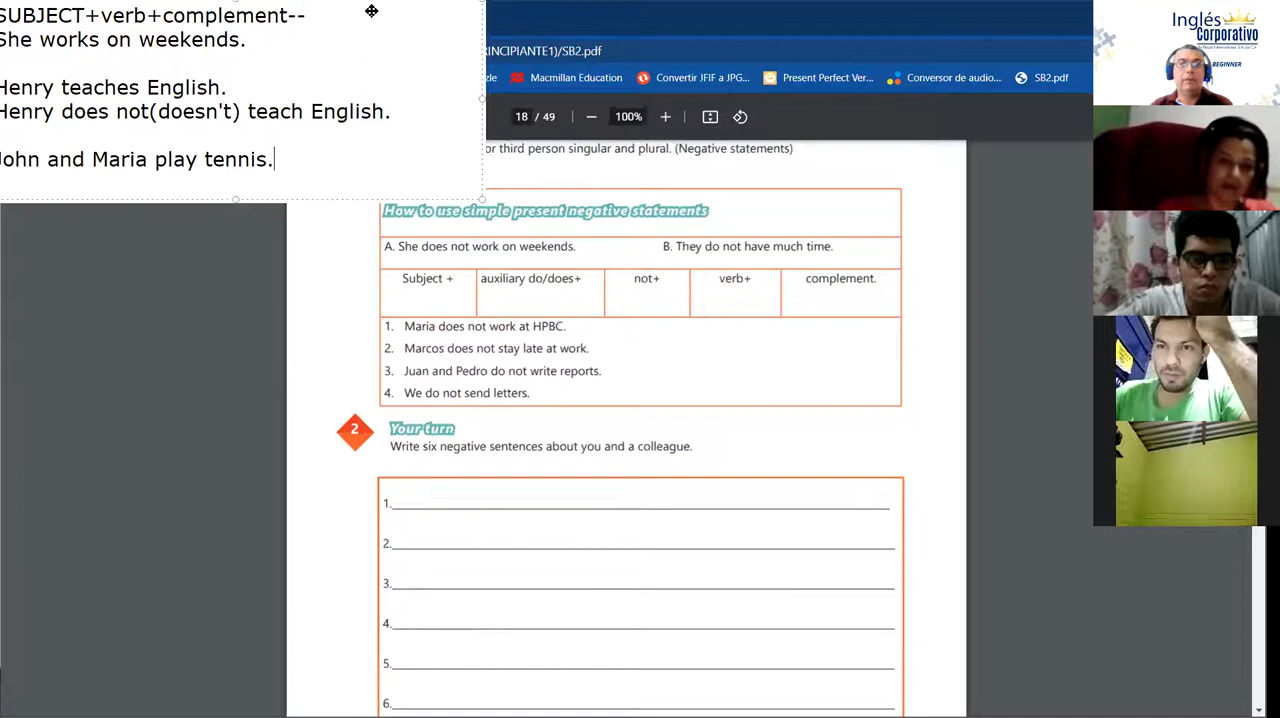 SUBJECT+verb+complement--
She works on weekends.
Henry teaches English.
Henry does not(doesn't) teach English.
John and Maria play tennis.
RINCIPIANTE1)/SB2.pdf
zle
Macmillan Education
Convertir JFIF a JPG...
Present Perfect Ver...
Conversor de audio...
SB2.pdf
18 / 49
100%
or third person singular and plural. (Negative statements)
How to use simple present negative statements
A. She does not work on weekends. B. They do not have much time.
Subject + auxiliary do/does+ not+ verb+ complement.
1. Maria does not work at HPBC.
2. Marcos does not stay late at work.
3. Juan and Pedro do not write reports.
4. We do not send letters.
2 Your turn
Write six negative sentences about you and a colleague.
1.
2.
3.
4.
5.
6.
Inglés
Corporativo
BEGINNER